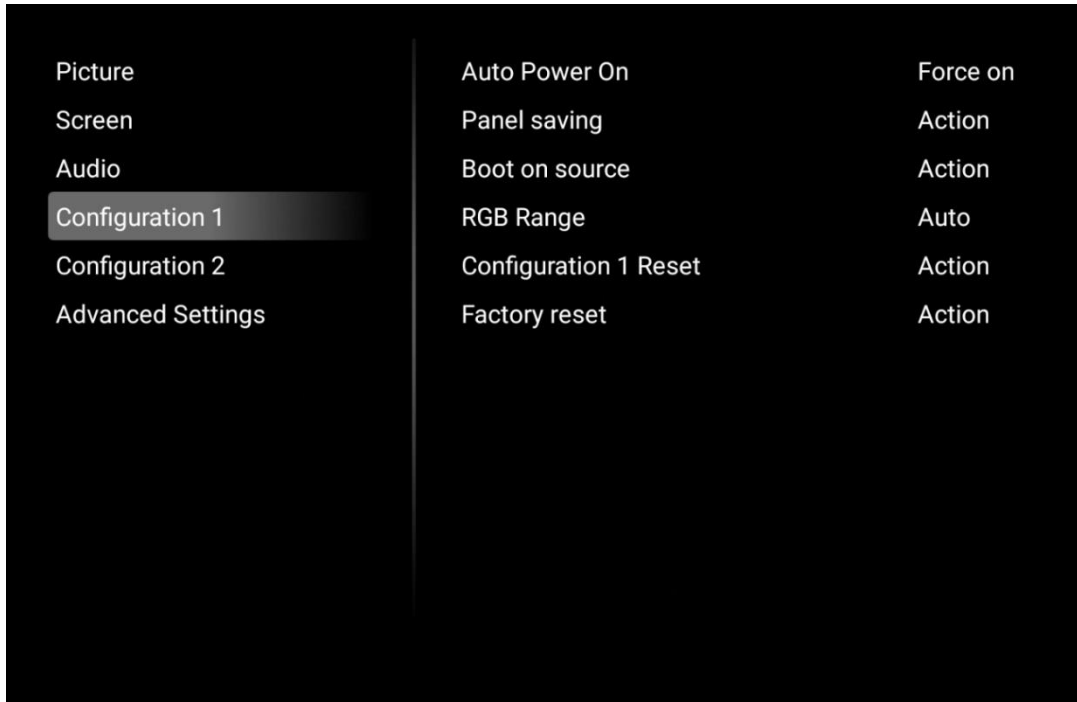 Picture
Screen
Audio
Configuration 1
Configuration 2
Advanced Settings
Auto Power On Force on
Panel saving Action
Boot on source Action
RGB Range Auto
Configuration 1 Reset Action
Factory reset Action